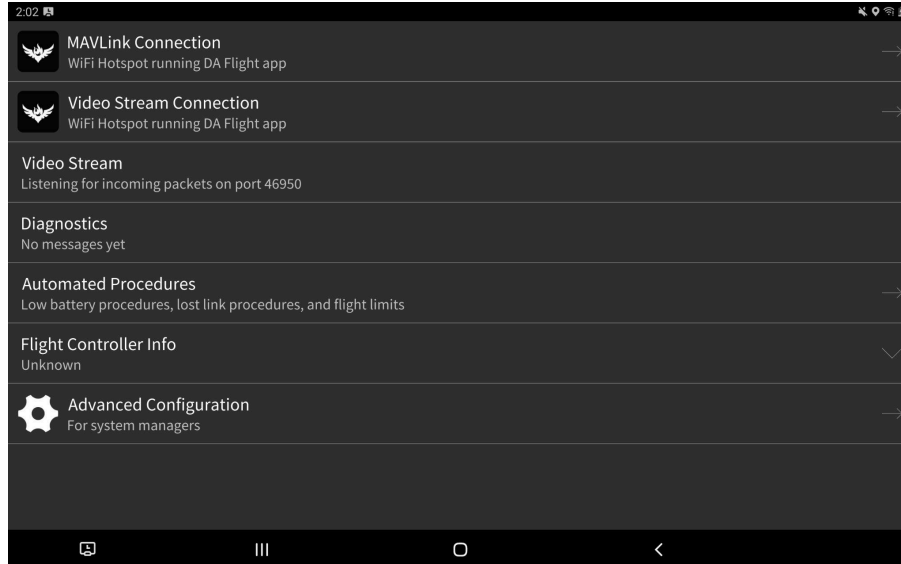 2:02
MAVLink Connection
WiFi Hotspot running DA Flight app
Video Stream Connection
WiFi Hotspot running DA Flight app
Video Stream
Listening for incoming packets on port 46950
Diagnostics
No messages yet
Automated Procedures
Low battery procedures, lost link procedures, and flight limits
Flight Controller Info
Unknown
Advanced Configuration
For system managers